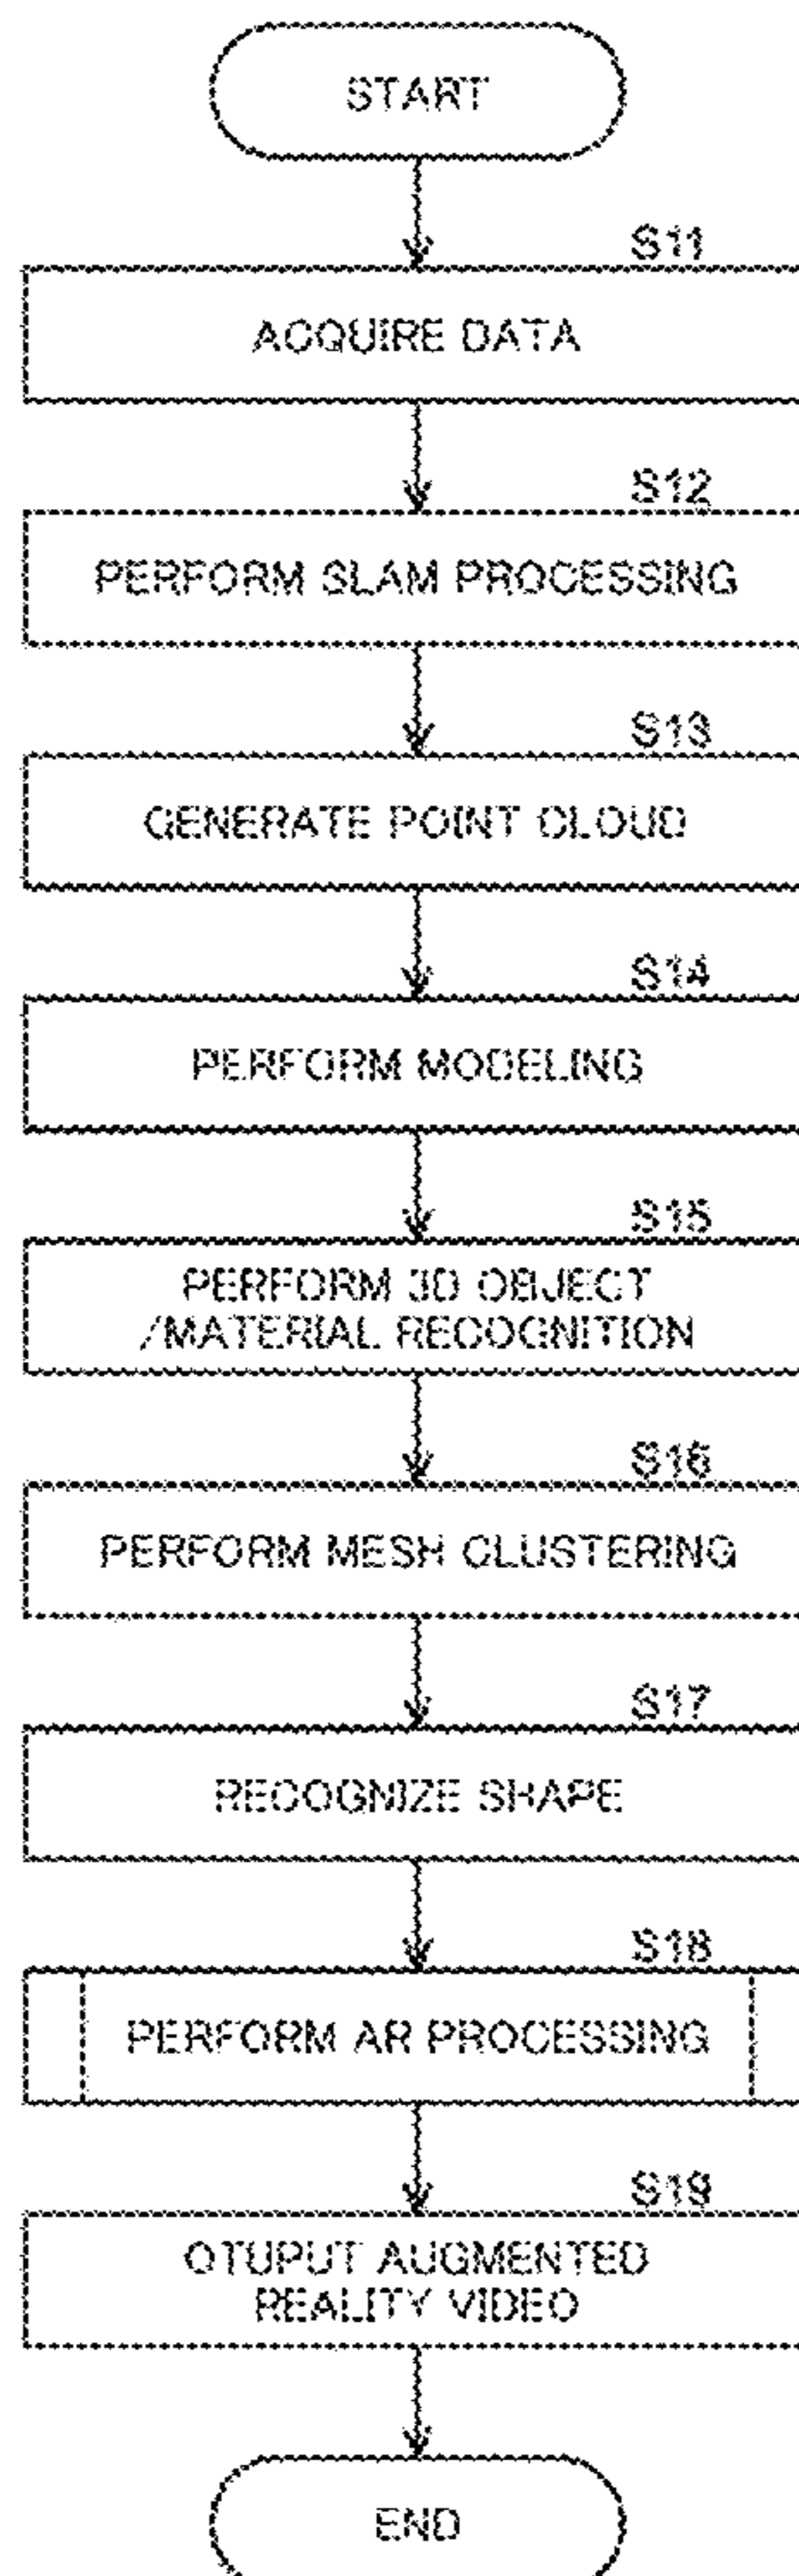 START
S11
ACQUIRE DATA
S12
PERFORM SLAM PROCESSING
S13
GENERATE POINT CLOUD
S14
PERFORM MODELING
S15
PERFORM 3D OBJECT
/MATERIAL RECOGNITION
S16
PERFORM MESH CLUSTERING
S17
RECOGNIZE SHAPE
S18
PERFORM AR PROCESSING
S19
OTUPUT AUGMENTED
REALITY VIDEO
END